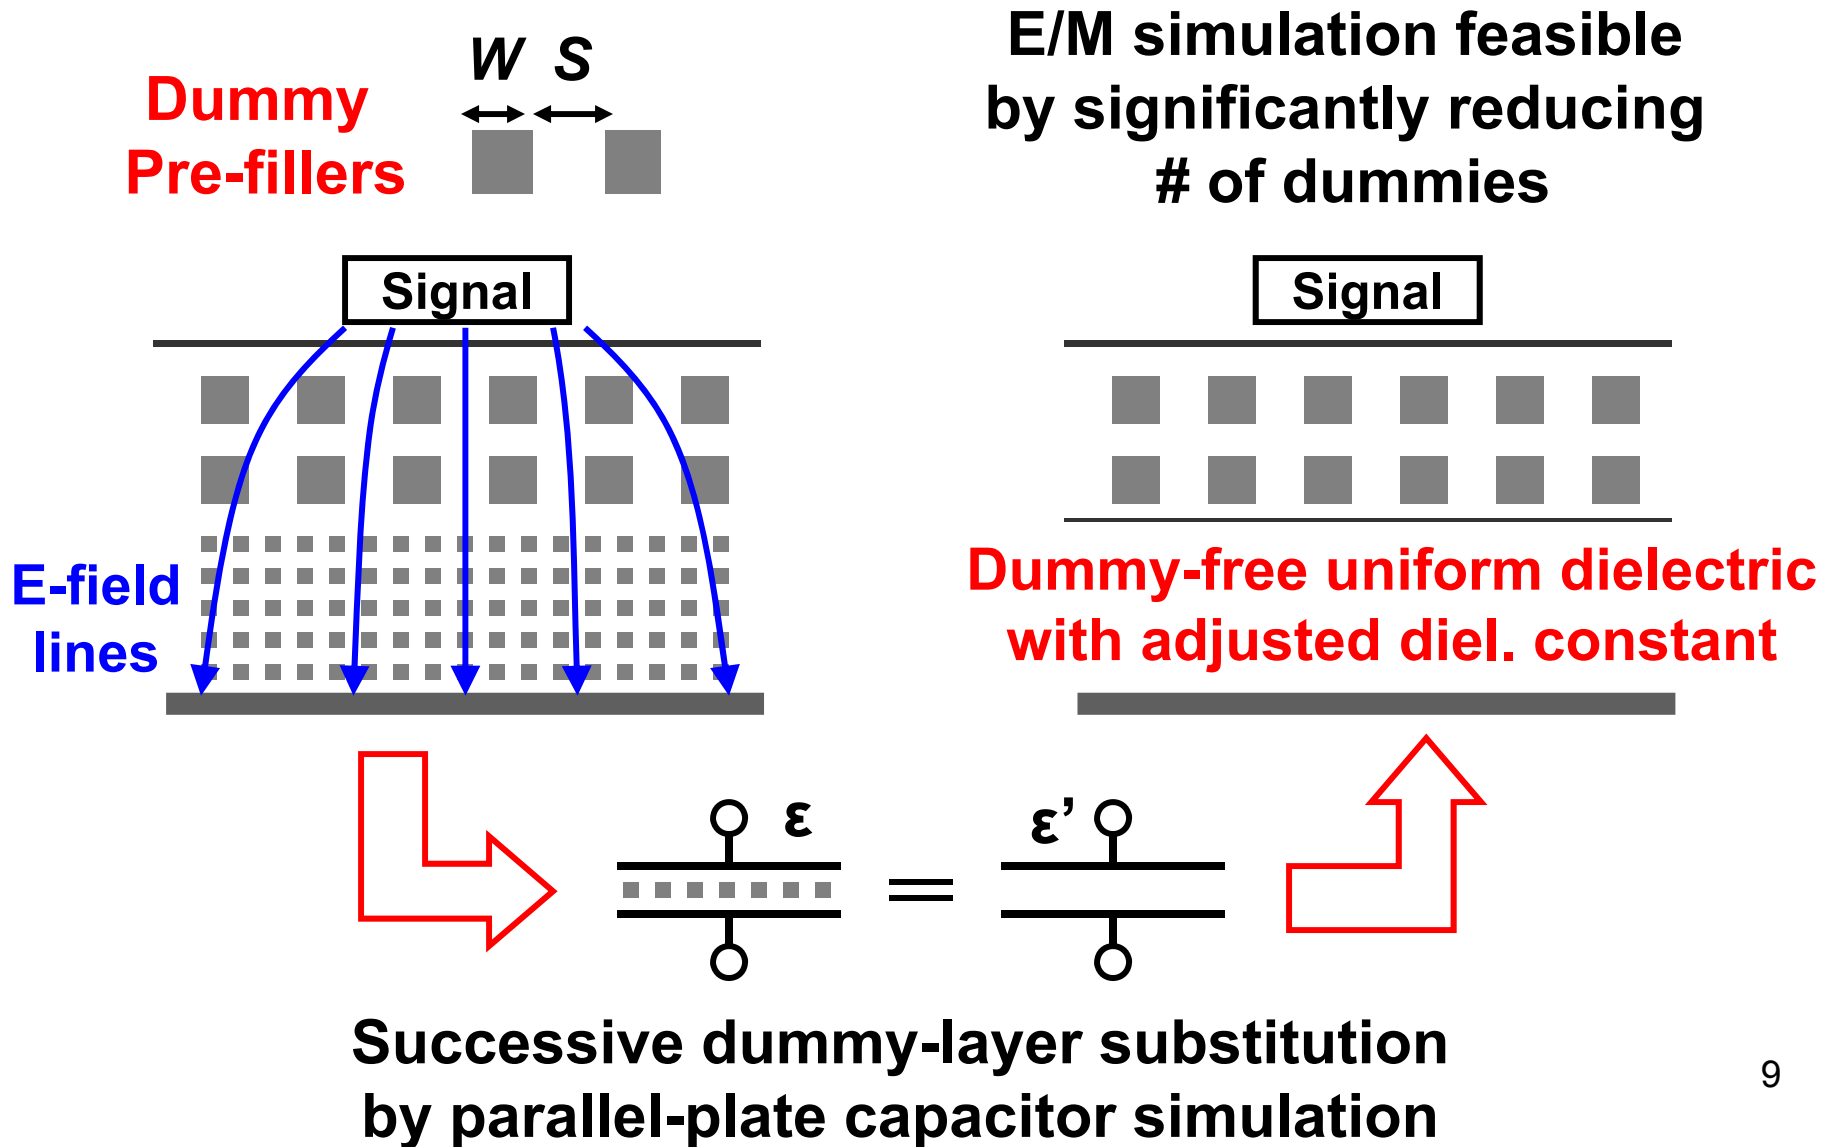 W S
Dummy
Pre-fillers
E/M simulation feasible
by significantly reducing
# of dummies
Signal
Signal
E-field
lines
Dummy-free uniform dielectric
with adjusted diel. constant
ε
ε’
Successive dummy-layer substitution
by parallel-plate capacitor simulation
9